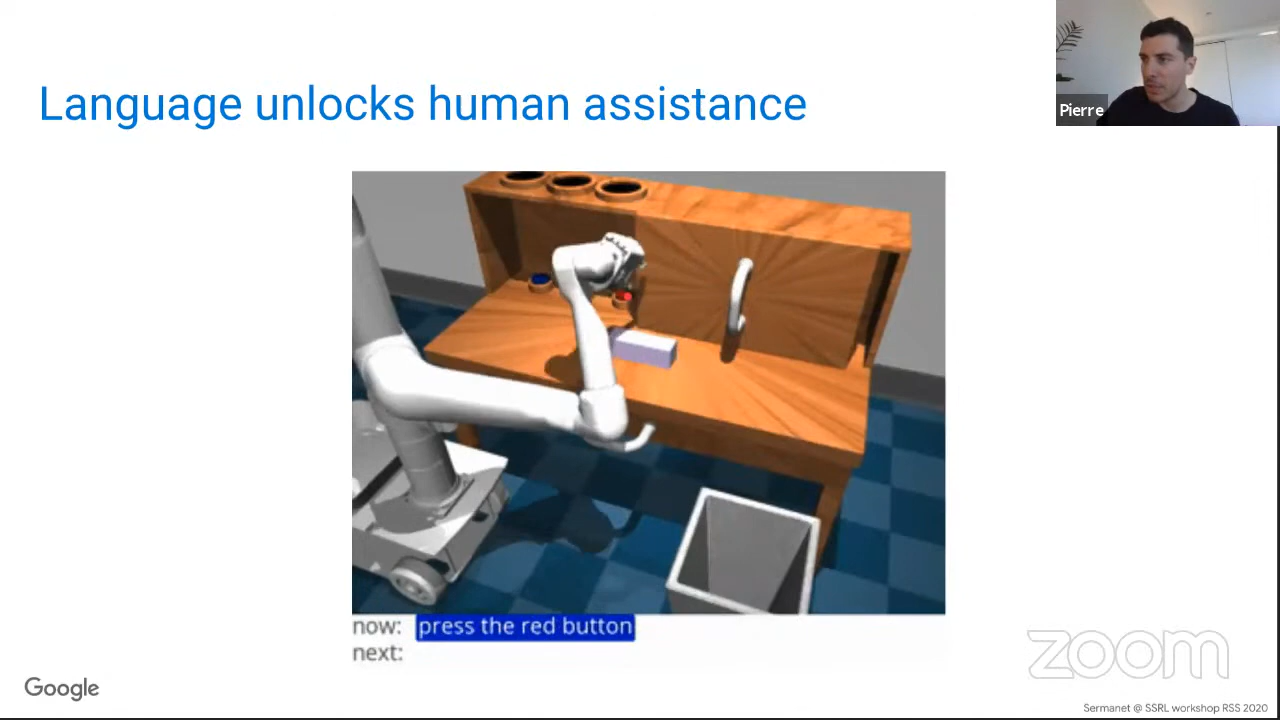 Language unlocks human assistance
Pierre
now: press the red button
next:
zoom
Google
Sermanet @ SSRL workshop RSS 2020